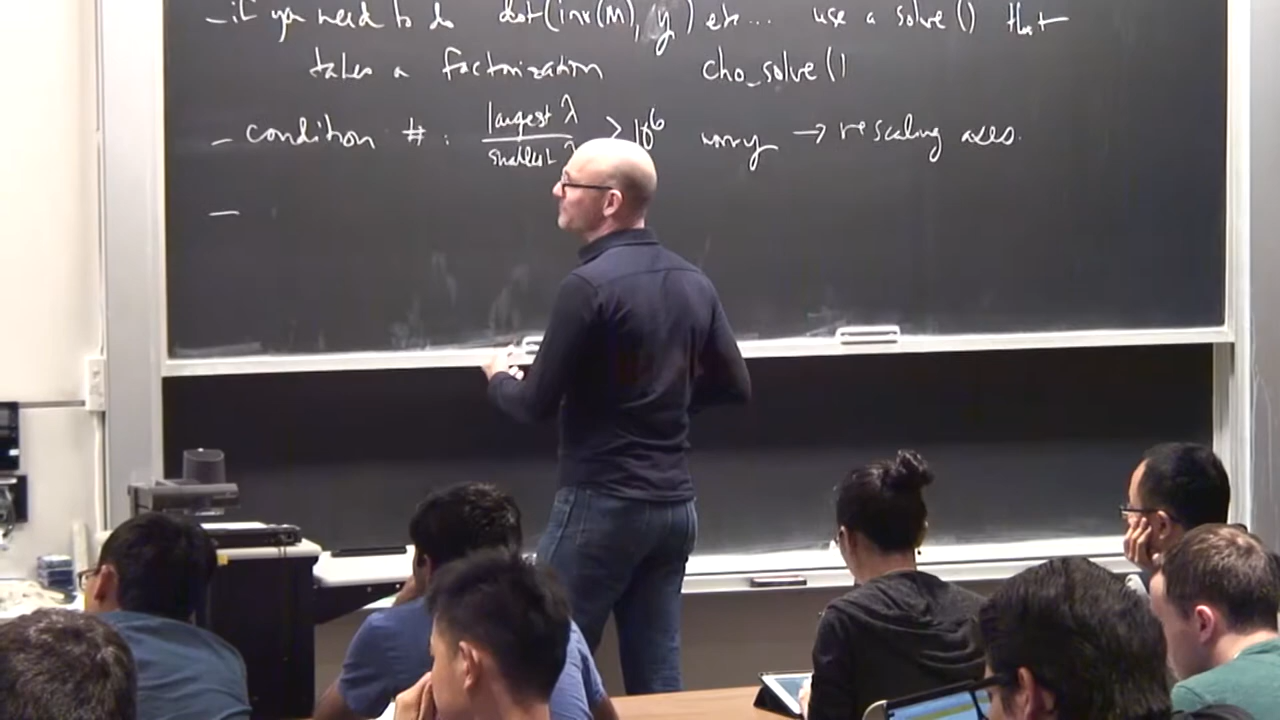 - if you need to do dot(inv(M), y) etc... use a solve() that
takes a factorization cho_solve()
- condition #: largest λ / smallest λ > 10^6 worry → rescaling axes.
-